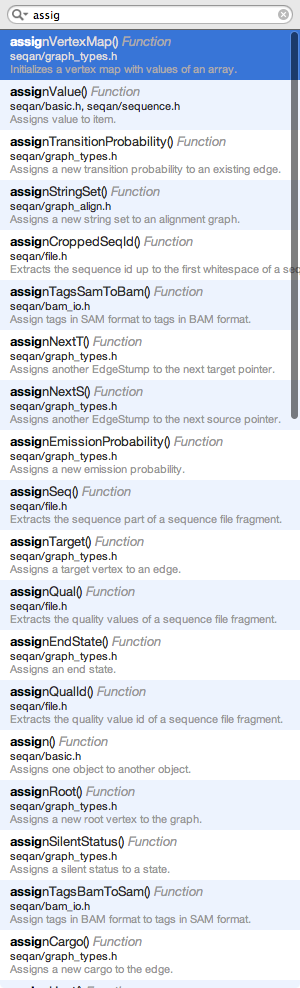 assig
assignVertexMap() Function
seqan/graph_types.h
Initializes a vertex map with values of an array.
assignValue() Function
seqan/basic.h, seqan/sequence.h
Assigns value to item.
assignTransitionProbability() Function
seqan/graph_types.h
Assigns a new transition probability to an existing edge.
assignStringSet() Function
seqan/graph_align.h
Assigns a new string set to an alignment graph.
assignCroppedSeqId() Function
seqan/file.h
Extracts the sequence id up to the first whitespace of a seq
assignTagsSamToBam() Function
seqan/bam_io.h
Assign tags in SAM format to tags in BAM format.
assignNextT() Function
seqan/graph_types.h
Assigns another EdgeStump to the next target pointer.
assignNextS() Function
seqan/graph_types.h
Assigns another EdgeStump to the next source pointer.
assignEmissionProbability() Function
seqan/graph_types.h
Assigns a new emission probability.
assignSeq() Function
seqan/file.h
Extracts the sequence part of a sequence file fragment.
assignTarget() Function
seqan/graph_types.h
Assigns a target vertex to an edge.
assignQual() Function
seqan/file.h
Extracts the quality values of a sequence file fragment.
assignEndState() Function
seqan/graph_types.h
Assigns an end state.
assignQualId() Function
seqan/file.h
Extracts the quality value id of a sequence file fragment.
assign() Function
seqan/basic.h
Assigns one object to another object.
assignRoot() Function
seqan/graph_types.h
Assigns a new root vertex to the graph.
assignSilentStatus() Function
seqan/graph_types.h
Assigns a silent status to a state.
assignTagsBamToSam() Function
seqan/bam_io.h
Assign tags in BAM format to tags in SAM format.
assignCargo() Function
seqan/graph_types.h
Assigns a new cargo to the edge.